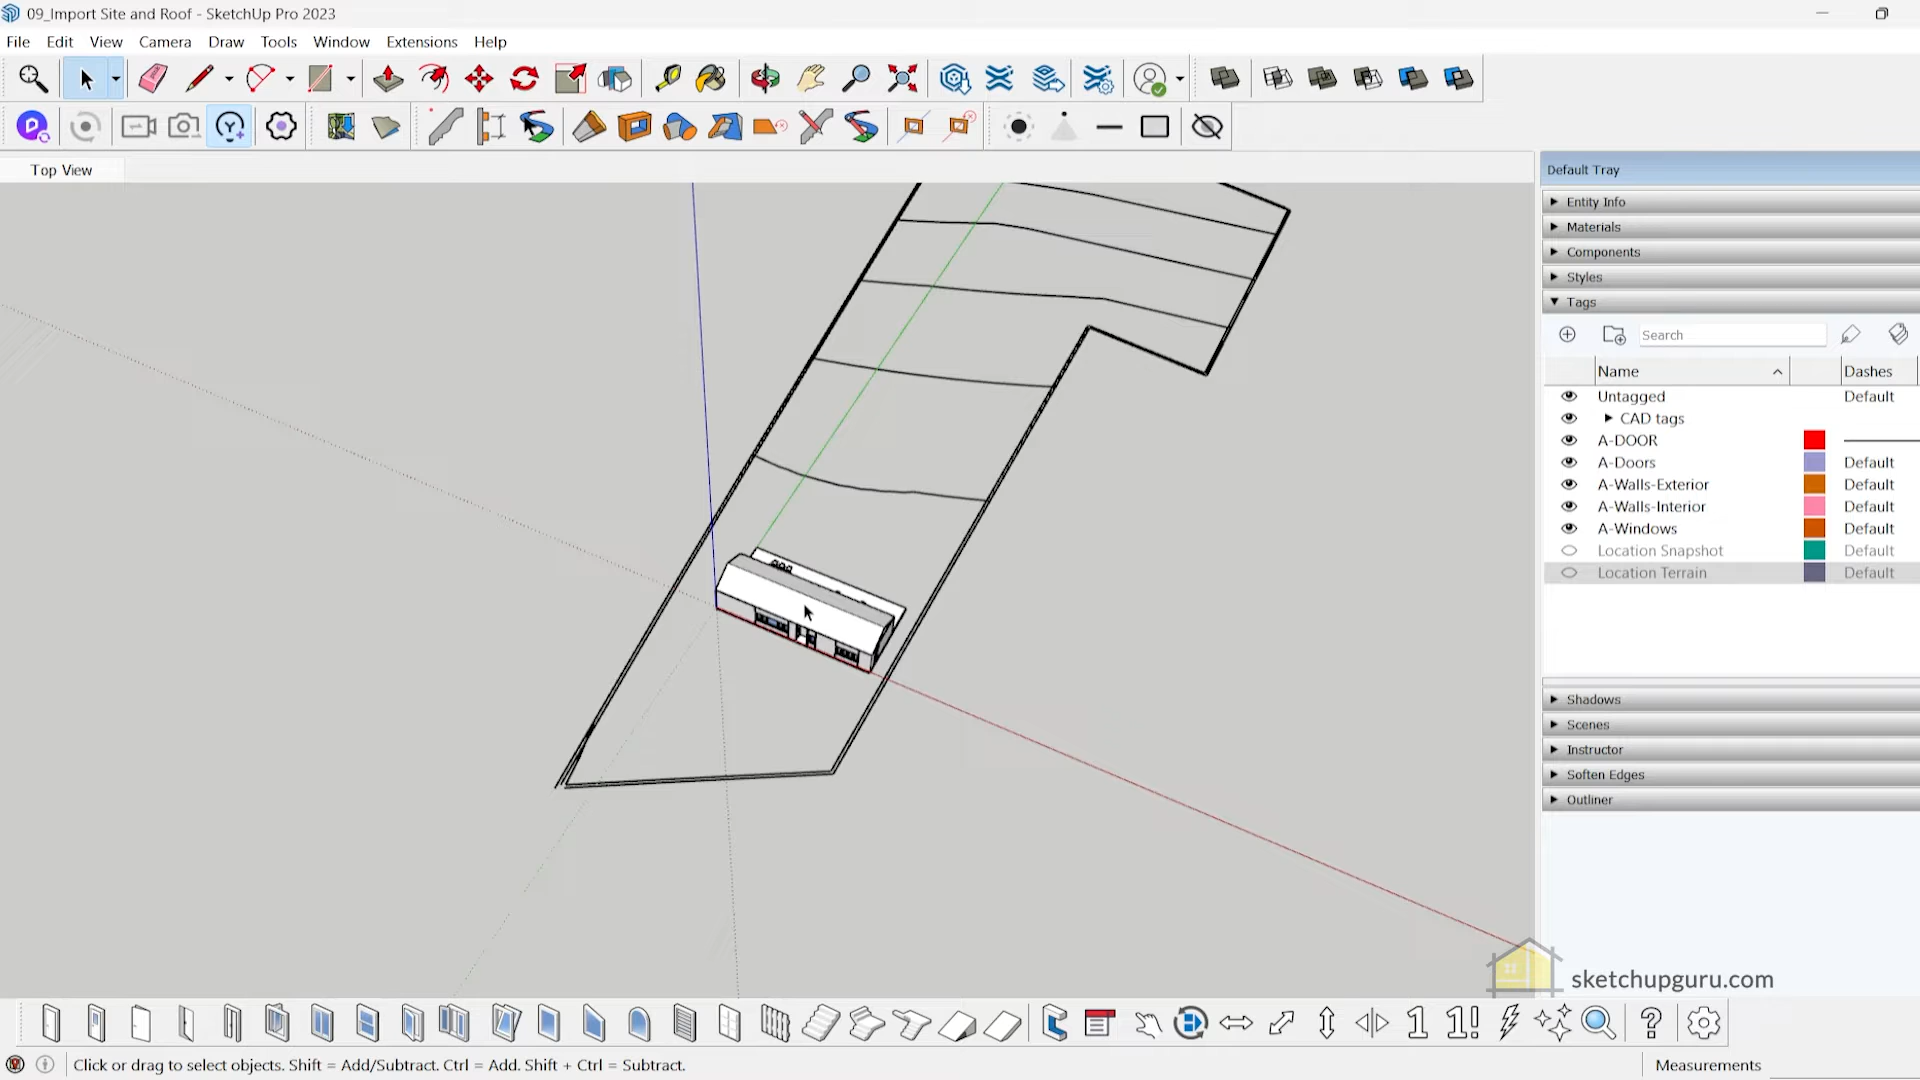 09_Import Site and Roof - SketchUp Pro 2023
File Edit View Camera Draw Tools Window Extensions Help
Top View
Default Tray
Entity Info
Materials
Components
Styles
Tags
Search
Name Dashes
Untagged Default
CAD tags
A-DOOR
A-Doors Default
A-Walls-Exterior Default
A-Walls-Interior Default
A-Windows Default
Location Snapshot Default
Location Terrain Default
Shadows
Scenes
Instructor
Soften Edges
Outliner
sketchupguru.com
1 1! ?
Click or drag to select objects. Shift = Add/Subtract. Ctrl = Add. Shift + Ctrl = Subtract.
Measurements